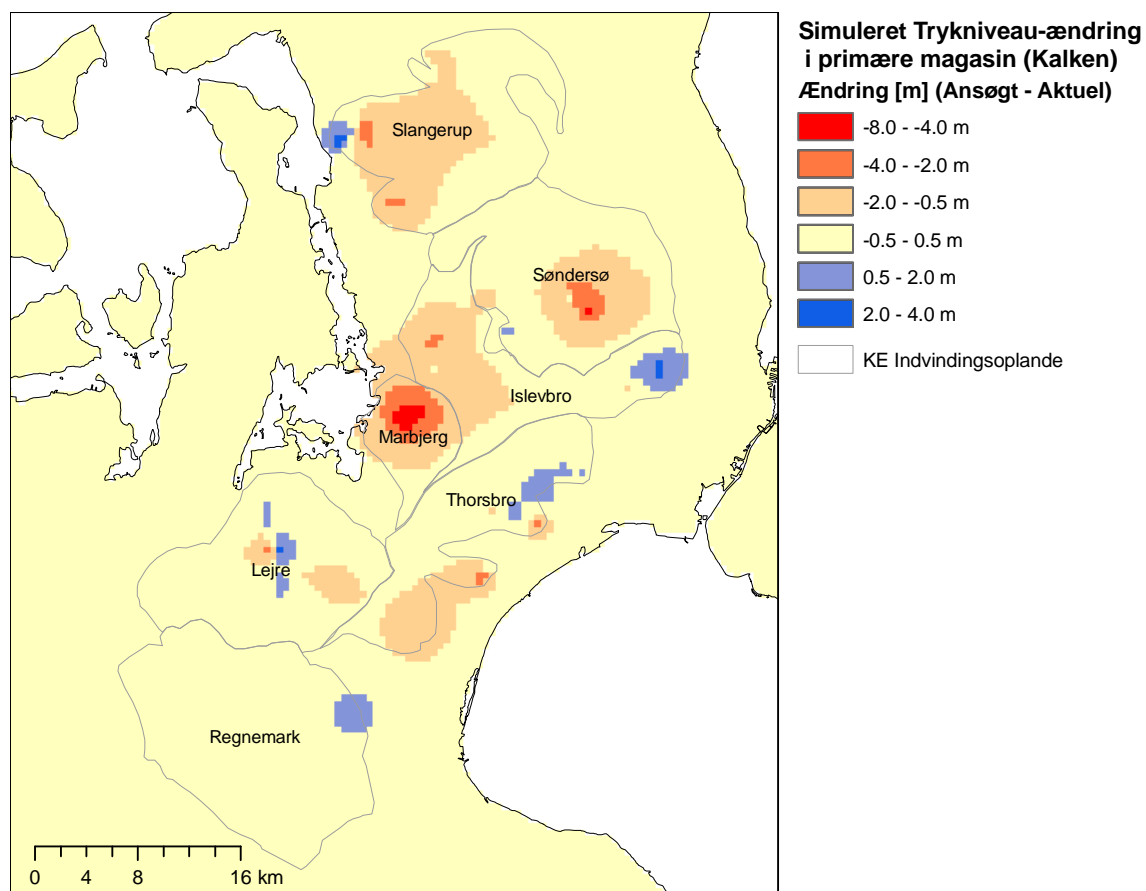 Simuleret Trykniveau-ændring
i primære magasin (Kalken)
Ændring [m] (Ansøgt - Aktuel)
-8.0 - -4.0 m
-4.0 - -2.0 m
-2.0 - -0.5 m
-0.5 - 0.5 m
0.5 - 2.0 m
2.0 - 4.0 m
KE Indvindingsoplande
Slangerup
Søndersø
Islevbro
Marbjerg
Thorsbro
Lejre
Regnemark
0 4 8 16 km